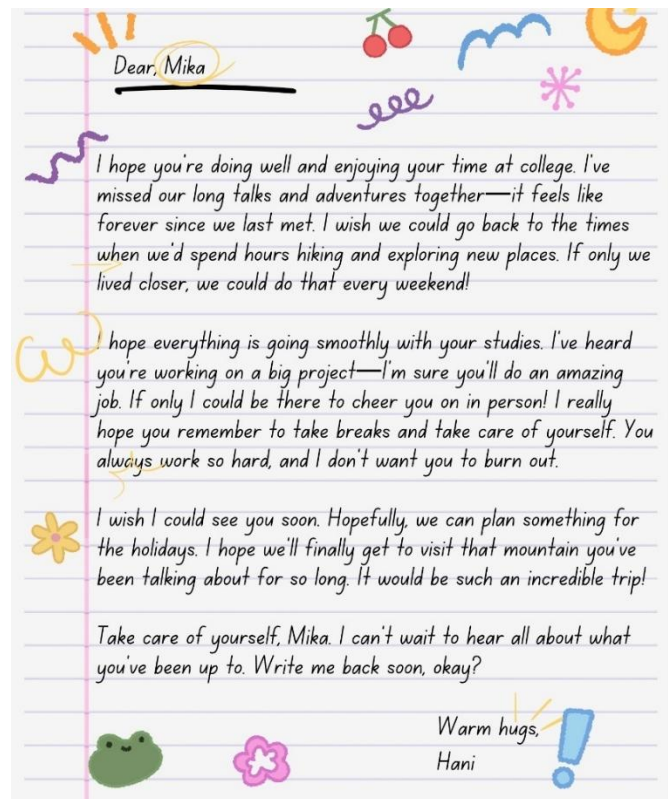 Dear, Mika
I hope you're doing well and enjoying your time at college. I've
missed our long talks and adventures together—it feels like
forever since we last met. I wish we could go back to the times
when we'd spend hours hiking and exploring new places. If only we
lived closer, we could do that every weekend!
I hope everything is going smoothly with your studies. I've heard
you're working on a big project—I'm sure you'll do an amazing
job. If only I could be there to cheer you on in person! I really
hope you remember to take breaks and take care of yourself. You
always work so hard, and I don't want you to burn out.
I wish I could see you soon. Hopefully, we can plan something for
the holidays. I hope we'll finally get to visit that mountain you've
been talking about for so long. It would be such an incredible trip!
Take care of yourself, Mika. I can't wait to hear all about what
you've been up to. Write me back soon, okay?
Warm hugs,
Hani